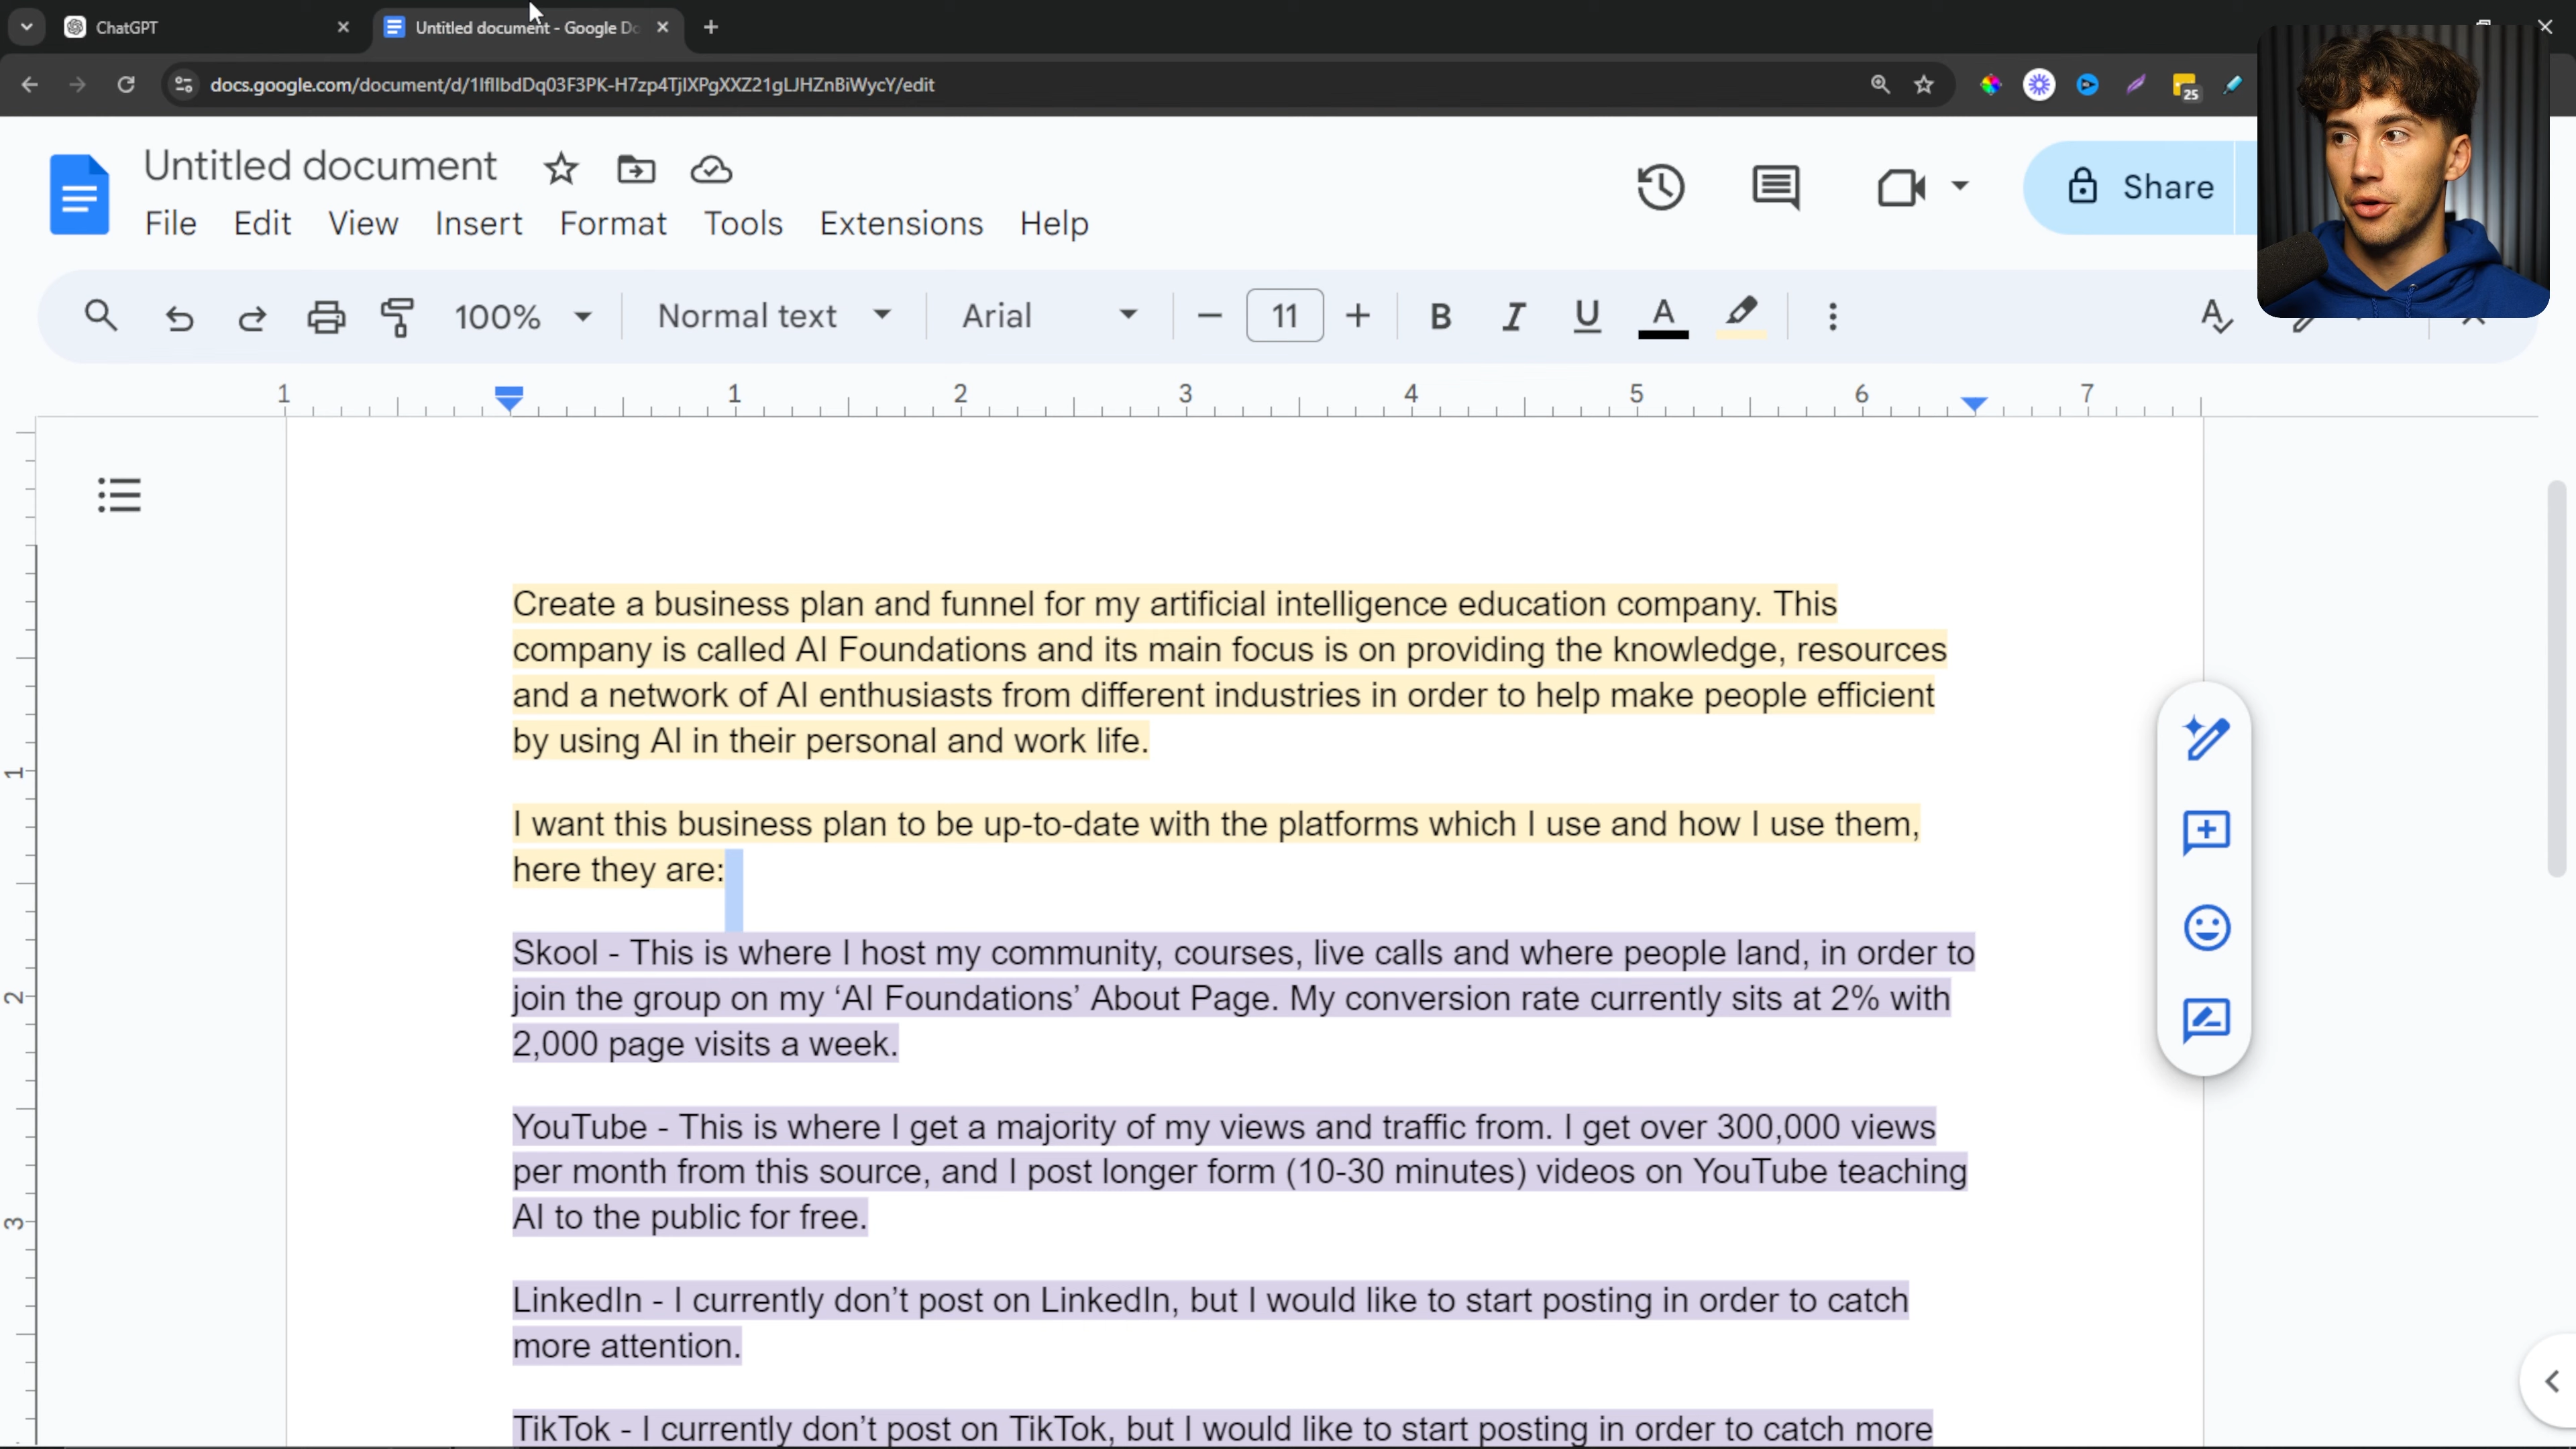 ChatGPT
Untitled document - Google Do
docs.google.com/document/d/1IfIIbdDq03F3PK-H7zp4TjIXPgXXZ21gLJHZnBiWycY/edit
25
Untitled document
Share
File Edit View Insert Format Tools Extensions Help
100% Normal text Arial 11 B I U A
1 1 2 3 4 5 6 7
Create a business plan and funnel for my artificial intelligence education company. This
company is called AI Foundations and its main focus is on providing the knowledge, resources
and a network of AI enthusiasts from different industries in order to help make people efficient
by using AI in their personal and work life.
1
I want this business plan to be up-to-date with the platforms which I use and how I use them,
here they are:
Skool - This is where I host my community, courses, live calls and where people land, in order to
2
join the group on my ‘AI Foundations’ About Page. My conversion rate currently sits at 2% with
2,000 page visits a week.
YouTube - This is where I get a majority of my views and traffic from. I get over 300,000 views
per month from this source, and I post longer form (10-30 minutes) videos on YouTube teaching
3
AI to the public for free.
LinkedIn - I currently don’t post on LinkedIn, but I would like to start posting in order to catch
more attention.
TikTok - I currently don’t post on TikTok, but I would like to start posting in order to catch more